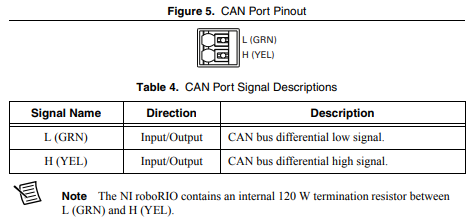 Figure 5. CAN Port Pinout
L (GRN)
H (YEL)
Table 4. CAN Port Signal Descriptions
Signal Name Direction Description
L (GRN) Input/Output CAN bus differential low signal.
H (YEL) Input/Output CAN bus differential high signal.
Note The NI roboRIO contains an internal 120 W termination resistor between
L (GRN) and H (YEL).